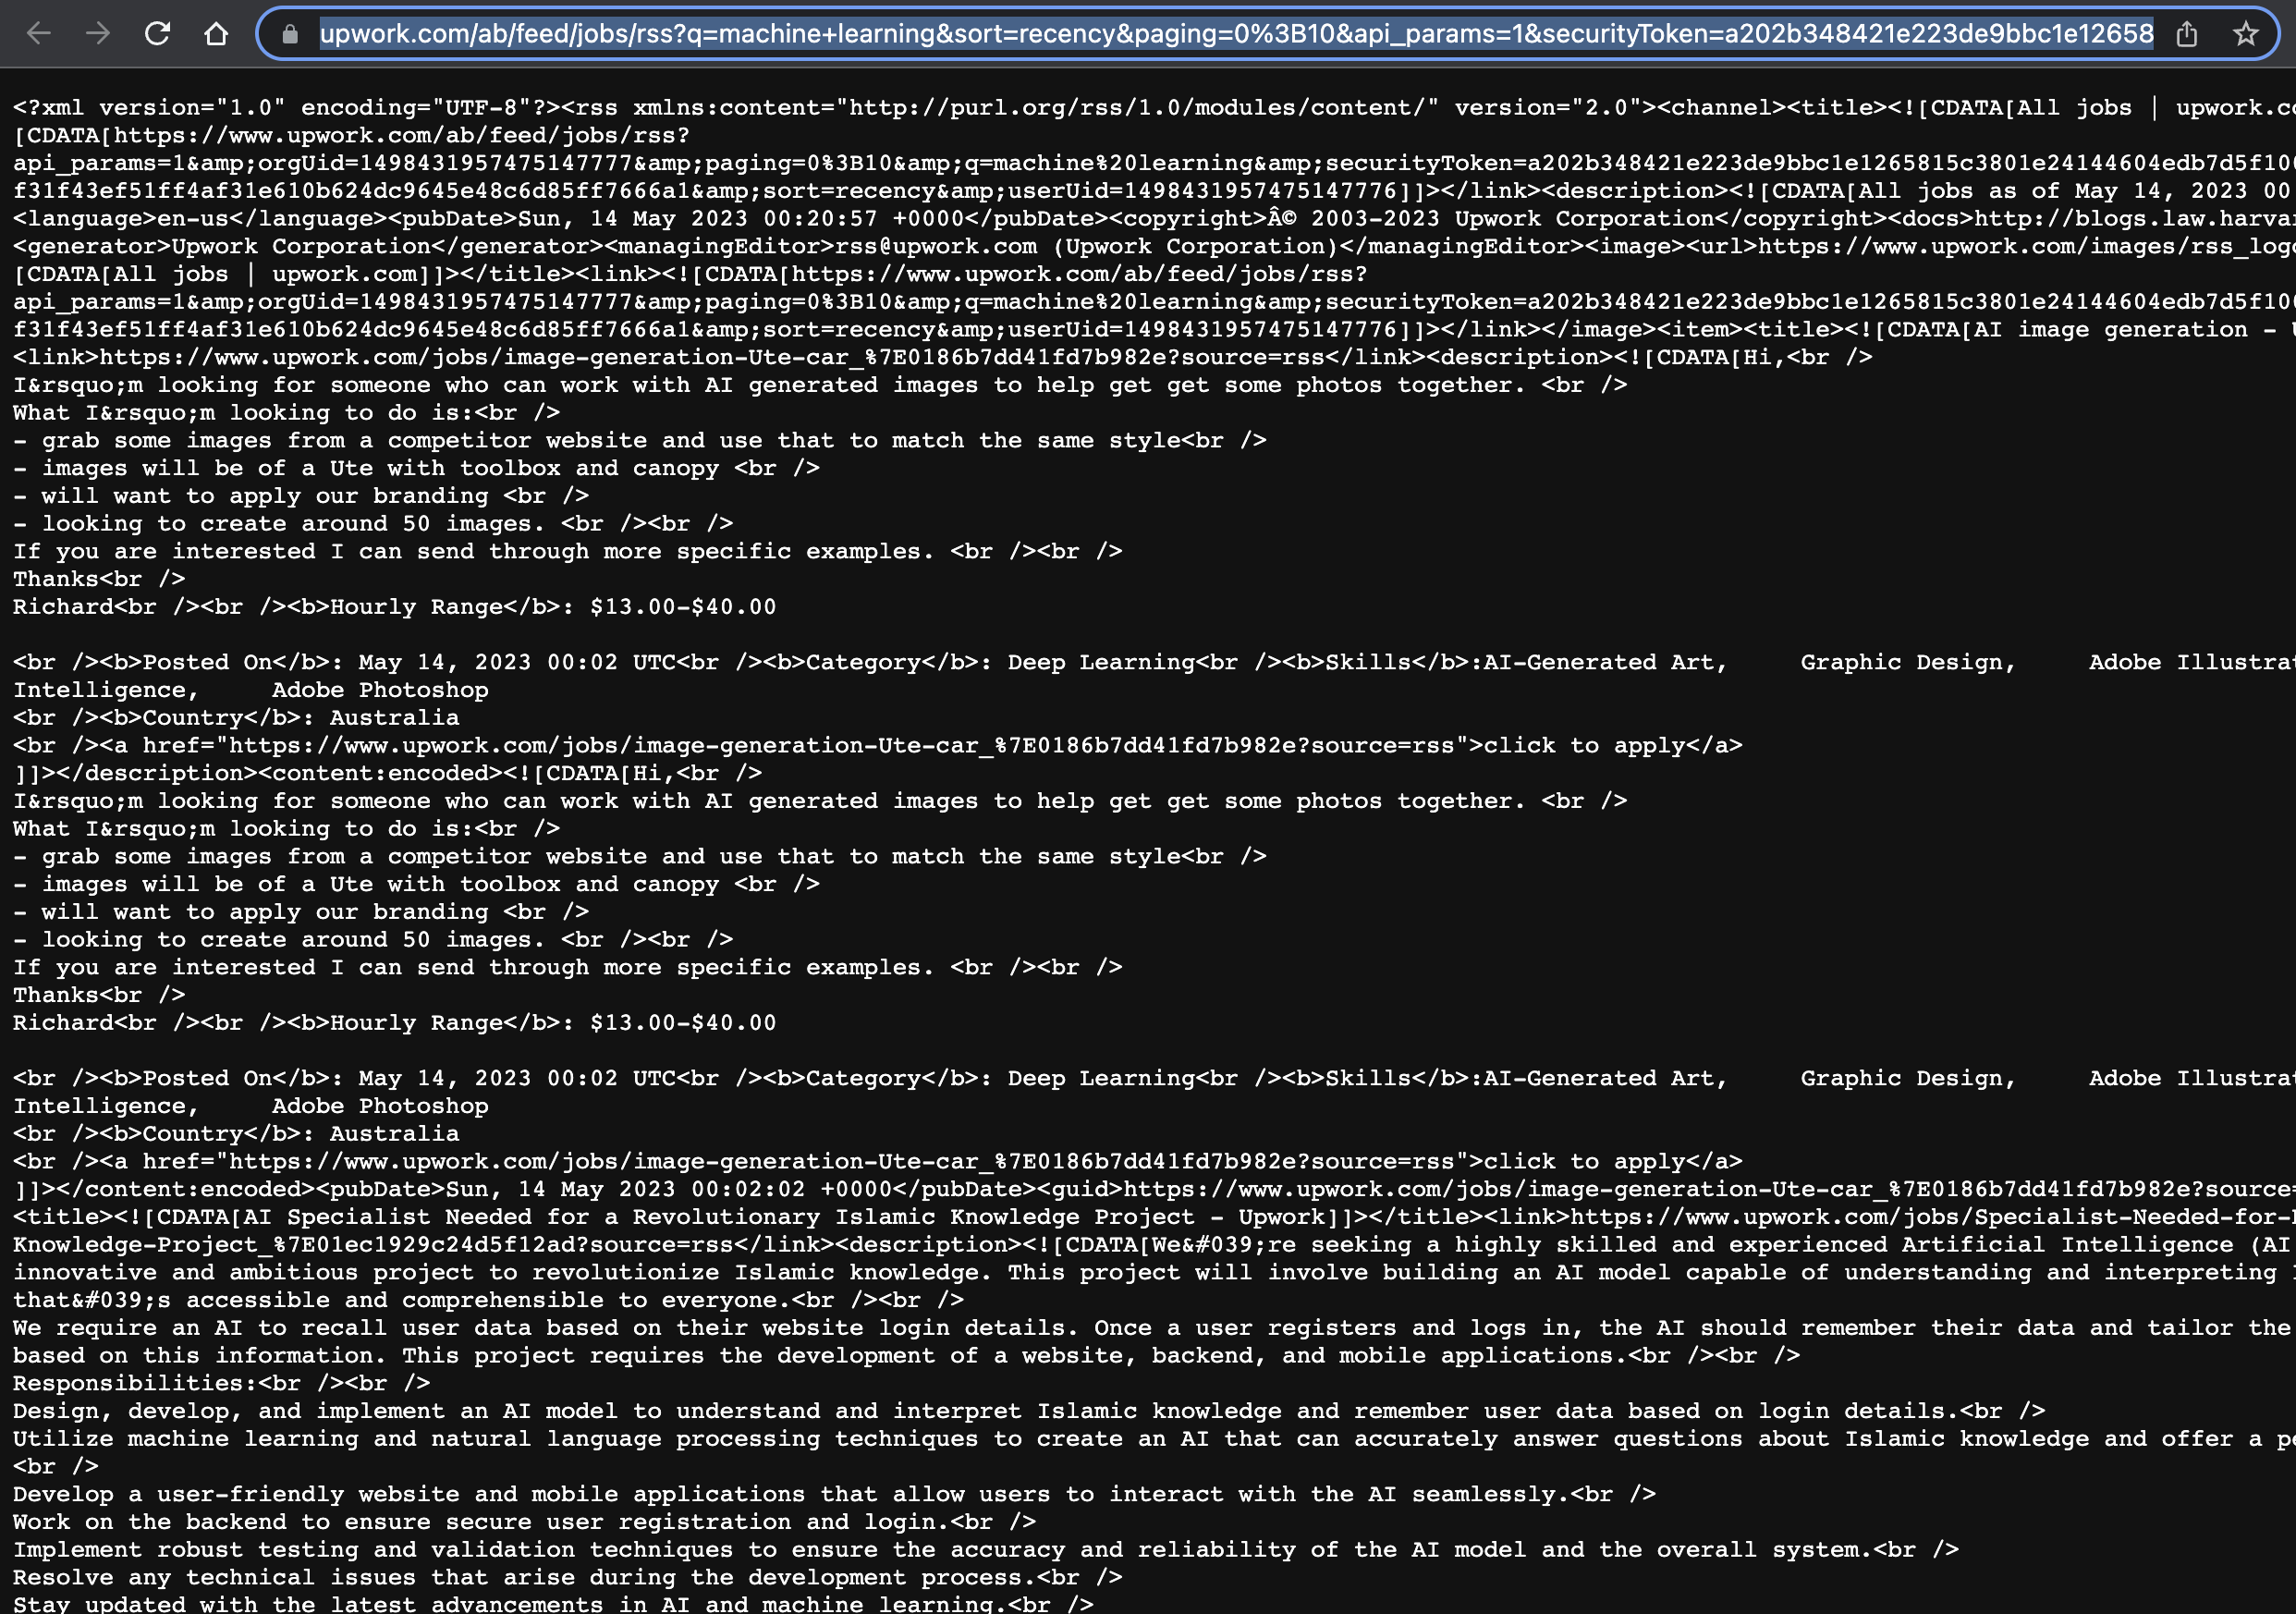 upwork.com/ab/feed/jobs/rss?q=machine+learning&sort=recency&paging=0%3B10&api_params=1&securityToken=a202b348421e223de9bbc1e12658
<?xml version="1.0" encoding="UTF-8"?><rss xmlns:content="http://purl.org/rss/1.0/modules/content/" version="2.0"><channel><title><![CDATA[All jobs | upwork.co
[CDATA[https://www.upwork.com/ab/feed/jobs/rss?
api_params=1&amp;orgUid=1498431957475147777&amp;paging=0%3B10&amp;q=machine%20learning&amp;securityToken=a202b348421e223de9bbc1e1265815c3801e24144604edb7d5f10
f31f43ef51ff4af31e610b624dc9645e48c6d85ff7666a1&amp;sort=recency&amp;userUid=1498431957475147776]]></link><description><![CDATA[All jobs as of May 14, 2023 00
<language>en-us</language><pubDate>Sun, 14 May 2023 00:20:57 +0000</pubDate><copyright>Â© 2003-2023 Upwork Corporation</copyright><docs>http://blogs.law.harva
<generator>Upwork Corporation</generator><managingEditor>rss@upwork.com (Upwork Corporation)</managingEditor><image><url>https://www.upwork.com/images/rss_log
[CDATA[All jobs | upwork.com]]></title><link><![CDATA[https://www.upwork.com/ab/feed/jobs/rss?
api_params=1&amp;orgUid=1498431957475147777&amp;paging=0%3B10&amp;q=machine%20learning&amp;securityToken=a202b348421e223de9bbc1e1265815c3801e24144604edb7d5f10
f31f43ef51ff4af31e610b624dc9645e48c6d85ff7666a1&amp;sort=recency&amp;userUid=1498431957475147776]]></link></image><item><title><![CDATA[AI image generation -
<link>https://www.upwork.com/jobs/image-generation-Ute-car_%7E0186b7dd41fd7b982e?source=rss</link><description><![CDATA[Hi,<br />
I&rsquo;m looking for someone who can work with AI generated images to help get get some photos together. <br />
What I&rsquo;m looking to do is:<br />
- grab some images from a competitor website and use that to match the same style<br />
- images will be of a Ute with toolbox and canopy <br />
- will want to apply our branding <br />
- looking to create around 50 images. <br /><br />
If you are interested I can send through more specific examples. <br /><br />
Thanks<br />
Richard<br /><br /><b>Hourly Range</b>: $13.00-$40.00
<br /><b>Posted On</b>: May 14, 2023 00:02 UTC<br /><b>Category</b>: Deep Learning<br /><b>Skills</b>:AI-Generated Art,     Graphic Design,     Adobe Illustrat
Intelligence,     Adobe Photoshop
<br /><b>Country</b>: Australia
<br /><a href="https://www.upwork.com/jobs/image-generation-Ute-car_%7E0186b7dd41fd7b982e?source=rss">click to apply</a>
]]></description><content:encoded><![CDATA[Hi,<br />
I&rsquo;m looking for someone who can work with AI generated images to help get get some photos together. <br />
What I&rsquo;m looking to do is:<br />
- grab some images from a competitor website and use that to match the same style<br />
- images will be of a Ute with toolbox and canopy <br />
- will want to apply our branding <br />
- looking to create around 50 images. <br /><br />
If you are interested I can send through more specific examples. <br /><br />
Thanks<br />
Richard<br /><br /><b>Hourly Range</b>: $13.00-$40.00
<br /><b>Posted On</b>: May 14, 2023 00:02 UTC<br /><b>Category</b>: Deep Learning<br /><b>Skills</b>:AI-Generated Art,     Graphic Design,     Adobe Illustrat
Intelligence,     Adobe Photoshop
<br /><b>Country</b>: Australia
<br /><a href="https://www.upwork.com/jobs/image-generation-Ute-car_%7E0186b7dd41fd7b982e?source=rss">click to apply</a>
]]></content:encoded><pubDate>Sun, 14 May 2023 00:02:02 +0000</pubDate><guid>https://www.upwork.com/jobs/image-generation-Ute-car_%7E0186b7dd41fd7b982e?source=
<title><![CDATA[AI Specialist Needed for a Revolutionary Islamic Knowledge Project - Upwork]]></title><link>https://www.upwork.com/jobs/Specialist-Needed-for-
Knowledge-Project_%7E01ec1929c24d5f12ad?source=rss</link><description><![CDATA[We&#039;re seeking a highly skilled and experienced Artificial Intelligence (AI
innovative and ambitious project to revolutionize Islamic knowledge. This project will involve building an AI model capable of understanding and interpreting
that&#039;s accessible and comprehensible to everyone.<br /><br />
We require an AI to recall user data based on their website login details. Once a user registers and logs in, the AI should remember their data and tailor the
based on this information. This project requires the development of a website, backend, and mobile applications.<br /><br />
Responsibilities:<br /><br />
Design, develop, and implement an AI model to understand and interpret Islamic knowledge and remember user data based on login details.<br />
Utilize machine learning and natural language processing techniques to create an AI that can accurately answer questions about Islamic knowledge and offer a pe
<br />
Develop a user-friendly website and mobile applications that allow users to interact with the AI seamlessly.<br />
Work on the backend to ensure secure user registration and login.<br />
Implement robust testing and validation techniques to ensure the accuracy and reliability of the AI model and the overall system.<br />
Resolve any technical issues that arise during the development process.<br />
Stay updated with the latest advancements in AI and machine learning.<br />